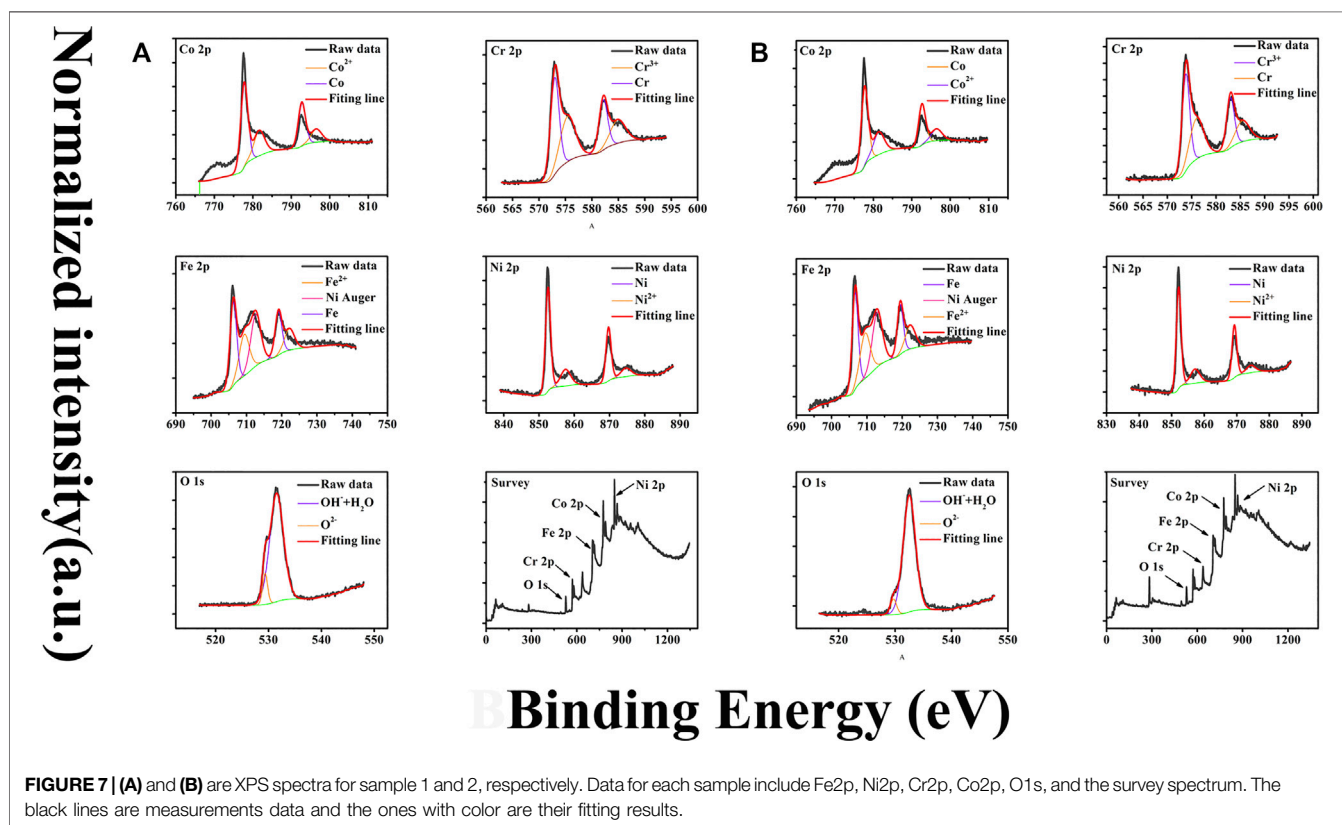 Normalized intensity(a.u.)
A
Co 2p
Raw data
Co²⁺
Co
Fiting line
760 770 780 790 800 810
Cr 2p
Raw data
Cr³⁺
Cr
Fitting line
560 565 570 575 580 585 590 595 600
A
Fe 2p
Raw data
Fe²⁺
Ni Auger
Fe
Fitting line
690 700 710 720 730 740 750
Ni 2p
Raw data
Ni
Ni²⁺
Fitting line
840 850 860 870 880 890
O 1s
Raw data
OH⁻+H₂O
O²⁻
Fitting line
520 530 540 550
Survey
Ni 2p
Co 2p
Fe 2p
Cr 2p
O 1s
0 300 600 900 1200
B
Co 2p
Raw data
Co
Co²⁺
Fitting line
760 770 780 790 800 810
Cr 2p
Raw data
Cr³⁺
Cr
Fitting line
560 565 570 575 580 585 590 595 600
Fe 2p
Raw data
Fe
Ni Auger
Fe²⁺
Fitting line
690 700 710 720 730 740 750
Ni 2p
Raw data
Ni
Ni²⁺
Fitting line
830 840 850 860 870 880 890 900
O 1s
Raw data
OH⁻+H₂O
O²⁻
Fitting line
520 530 540 550
A
Survey
Ni 2p
Co 2p
Fe 2p
Cr 2p
O 1s
0 300 600 900 1200
BBinding Energy (eV)
FIGURE 7 | (A) and (B) are XPS spectra for sample 1 and 2, respectively. Data for each sample include Fe2p, Ni2p, Cr2p, Co2p, O1s, and the survey spectrum. The
black lines are measurements data and the ones with color are their fitting results.